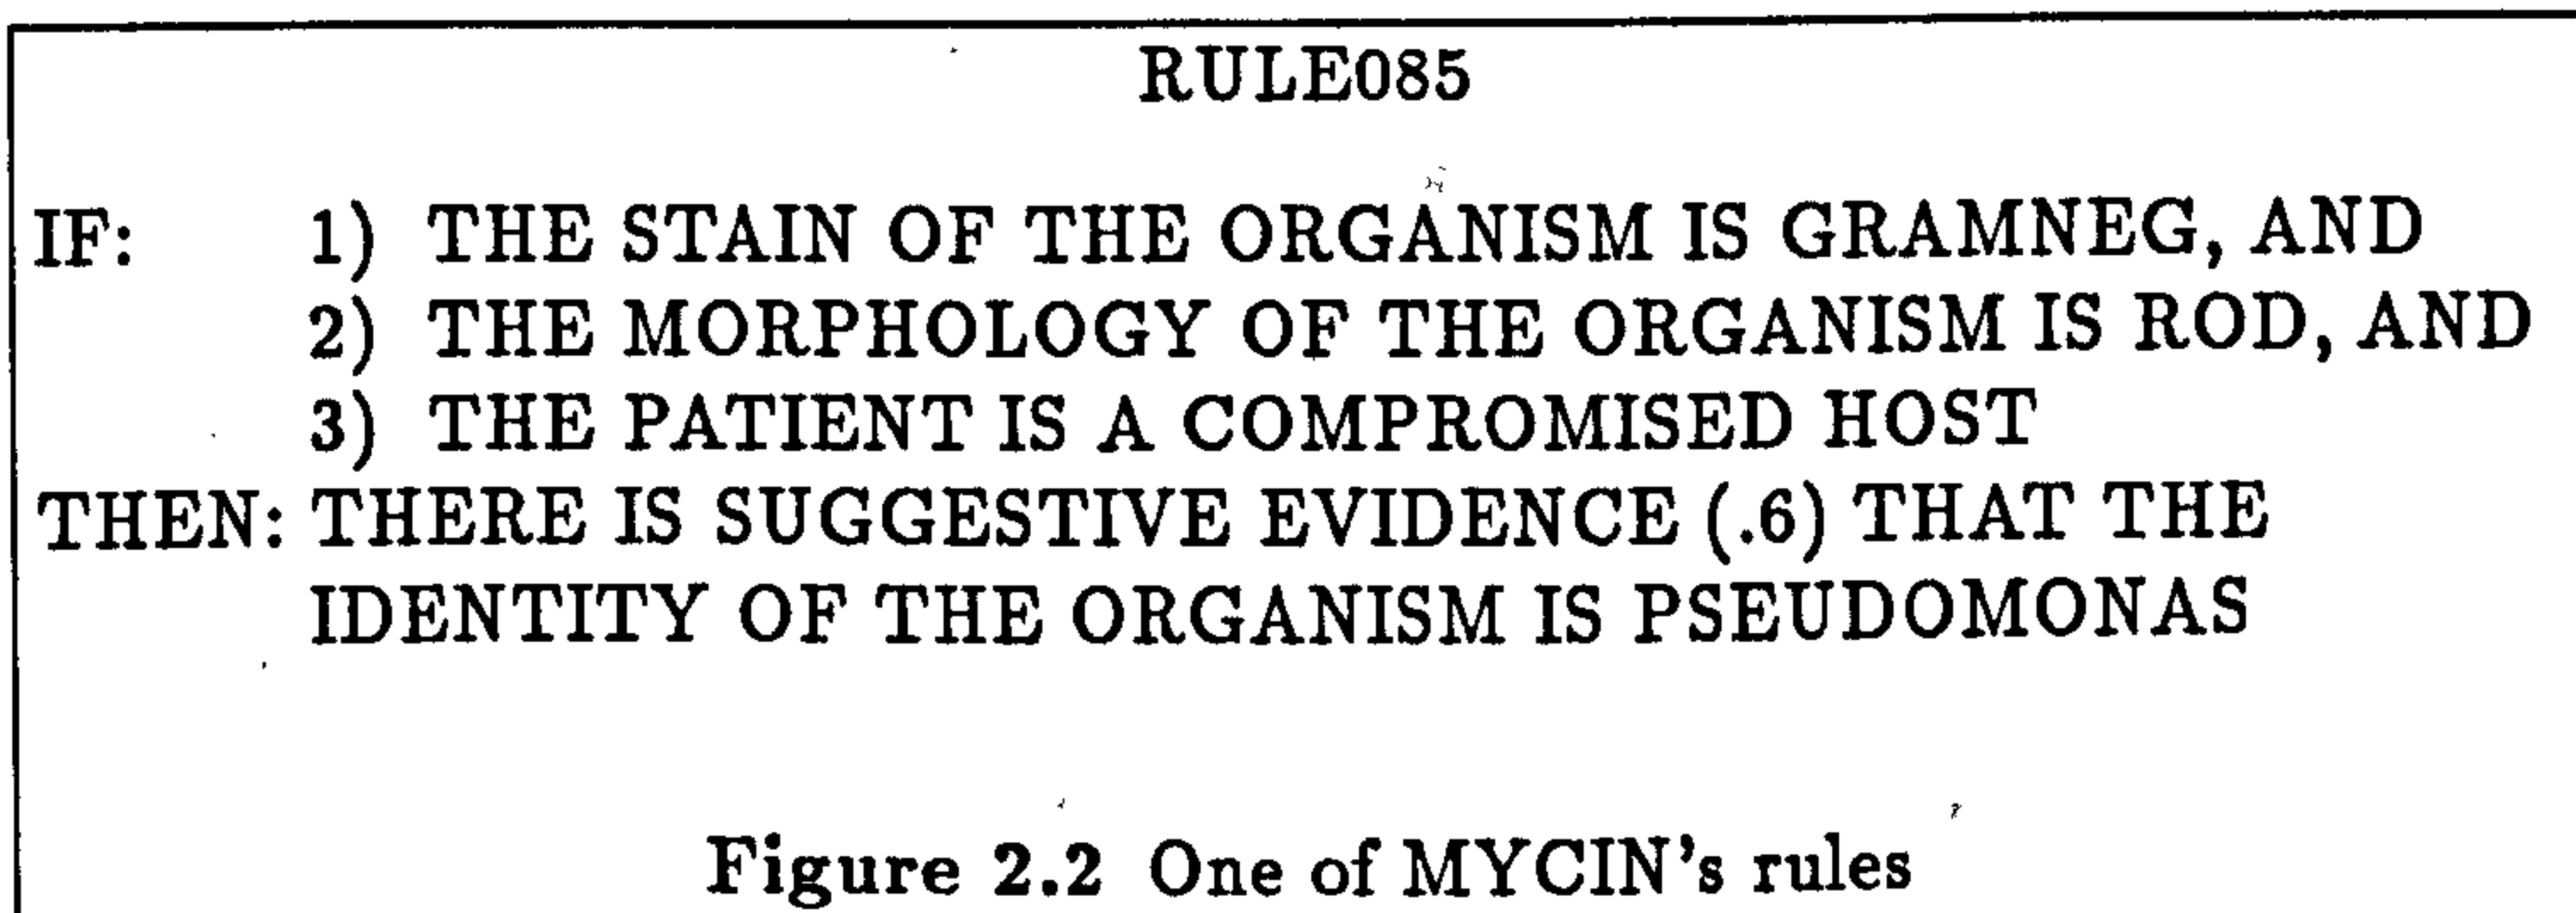 RULE085
IF: 1) THE STAIN OF THE ORGANISM IS GRAMNEG, AND
2) THE MORPHOLOGY OF THE ORGANISM IS ROD, AND
3) THE PATIENT IS A COMPROMISED HOST
THEN: THERE IS SUGGESTIVE EVIDENCE (.6) THAT THE
IDENTITY OF THE ORGANISM IS PSEUDOMONAS
Figure 2.2 One of MYCIN's rules